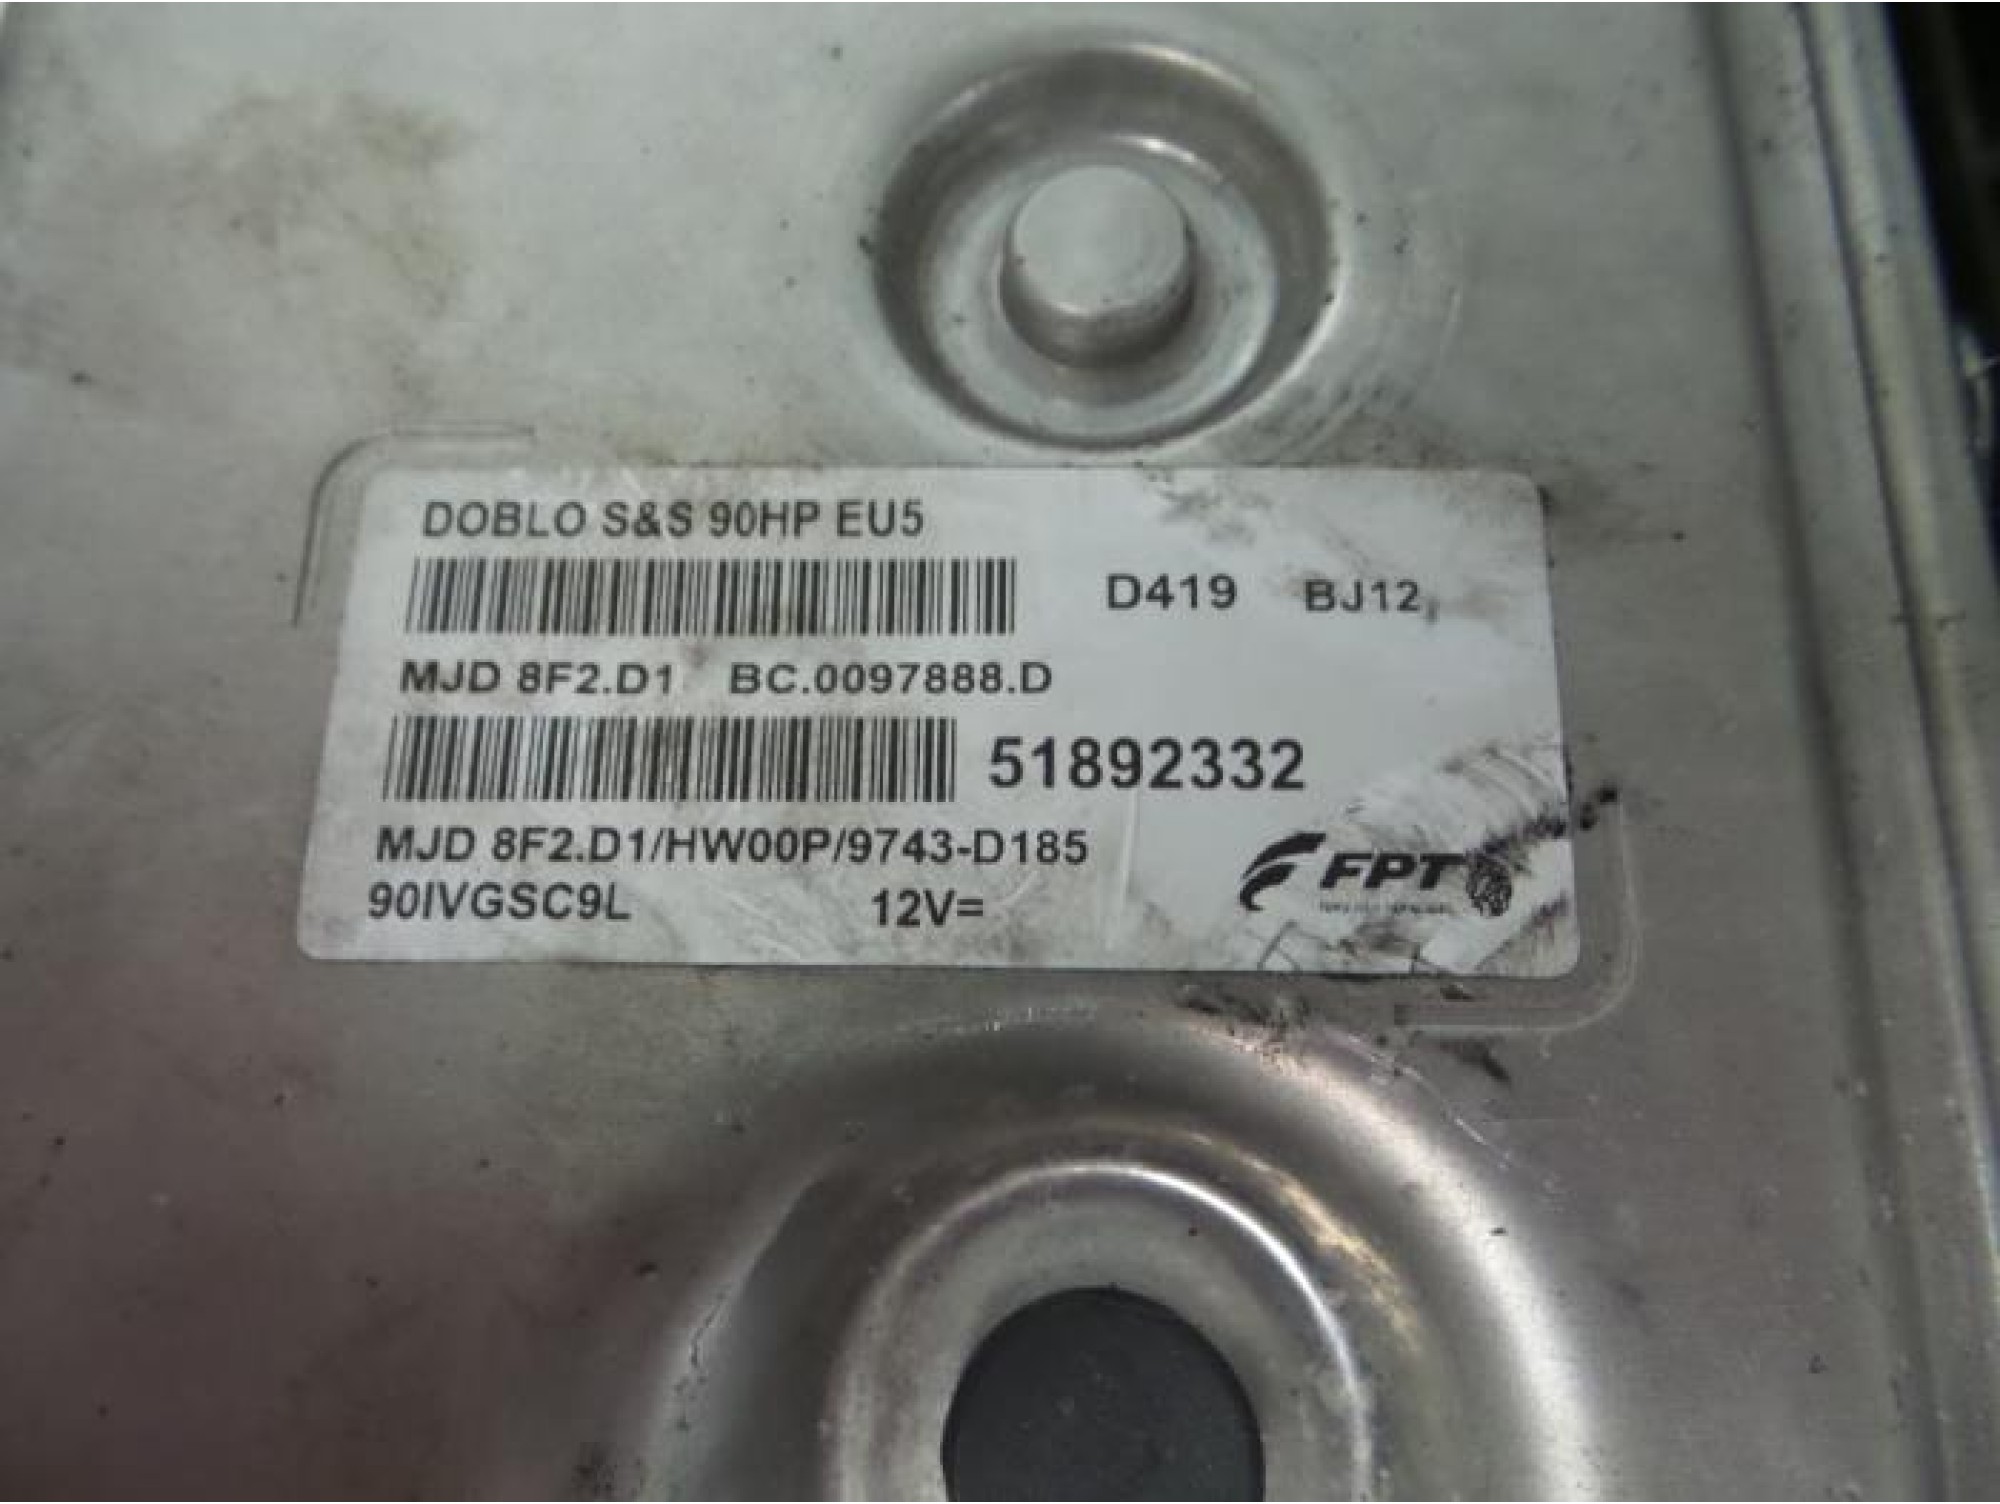 DOBLO S&S 90HP EU5
D419 BJ12
MJD 8F2.D1 BC.0097888.D
51892332
MJD 8F2.D1/HW00P/9743-D185
90IVGSC9L 12V=
FPT